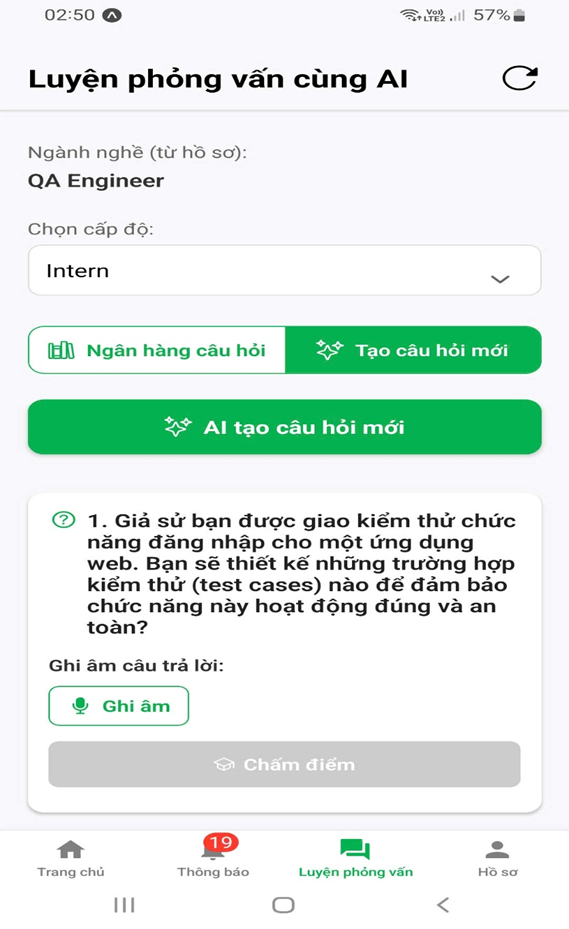 02:50
Vo))
LTE2
57%
Luyện phỏng vấn cùng AI
Ngành nghề (từ hồ sơ):
QA Engineer
Chọn cấp độ:
Intern
Ngân hàng câu hỏi
Tạo câu hỏi mới
AI tạo câu hỏi mới
1. Giả sử bạn được giao kiểm thử chức
năng đăng nhập cho một ứng dụng
web. Bạn sẽ thiết kế những trường hợp
kiểm thử (test cases) nào để đảm bảo
chức năng này hoạt động đúng và an
toàn?
Ghi âm câu trả lời:
Ghi âm
Chấm điểm
19
Trang chủ
Thông báo
Luyện phỏng vấn
Hồ sơ